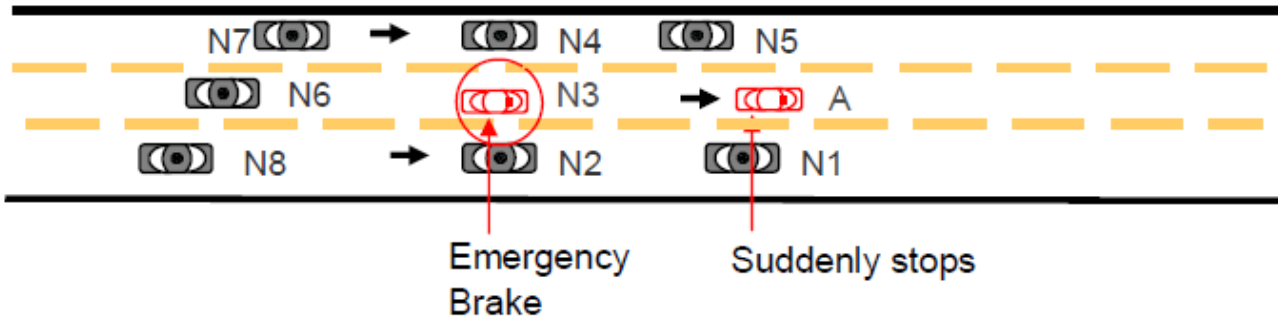 N7 N4 N5
N6 N3 A
N8 N2 N1
Emergency
Brake
Suddenly stops